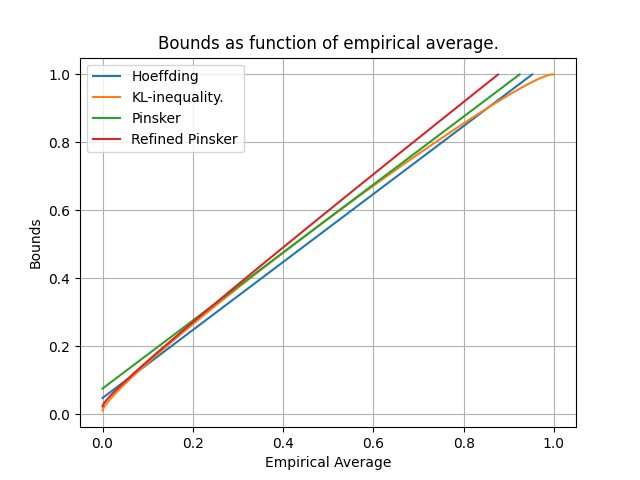 Bounds as function of empirical average.
Hoeffding
KL-inequality.
Pinsker
Refined Pinsker
1.0
0.8
0.6
0.4
0.2
0.0
Bounds
0.0 0.2 0.4 0.6 0.8 1.0
Empirical Average